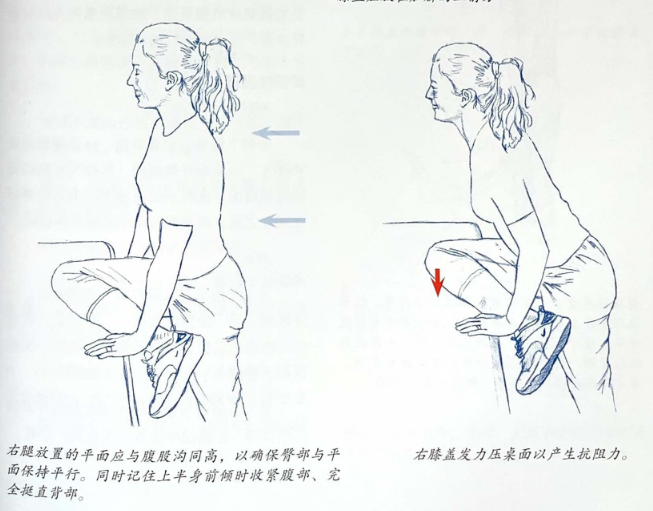 右腿放置的平面应与腹股沟同高，以确保臀部与平
面保持平行。同时记住上半身前倾时收紧腹部、完
全挺直背部。
右膝盖发力压桌面以产生抗阻力。